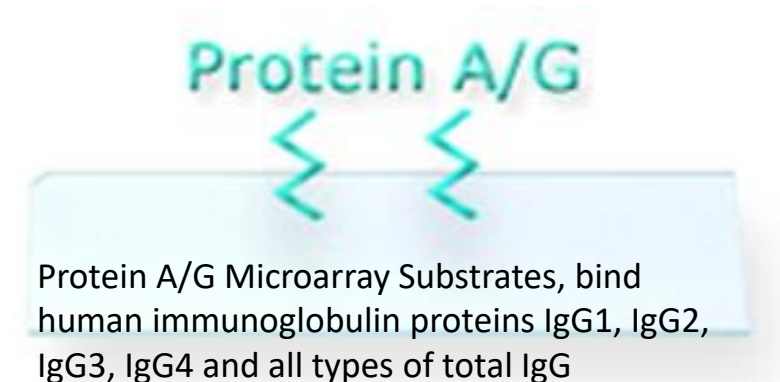 Protein A/G
Protein A/G Microarray Substrates, bind
human immunoglobulin proteins IgG1, IgG2,
IgG3, IgG4 and all types of total IgG